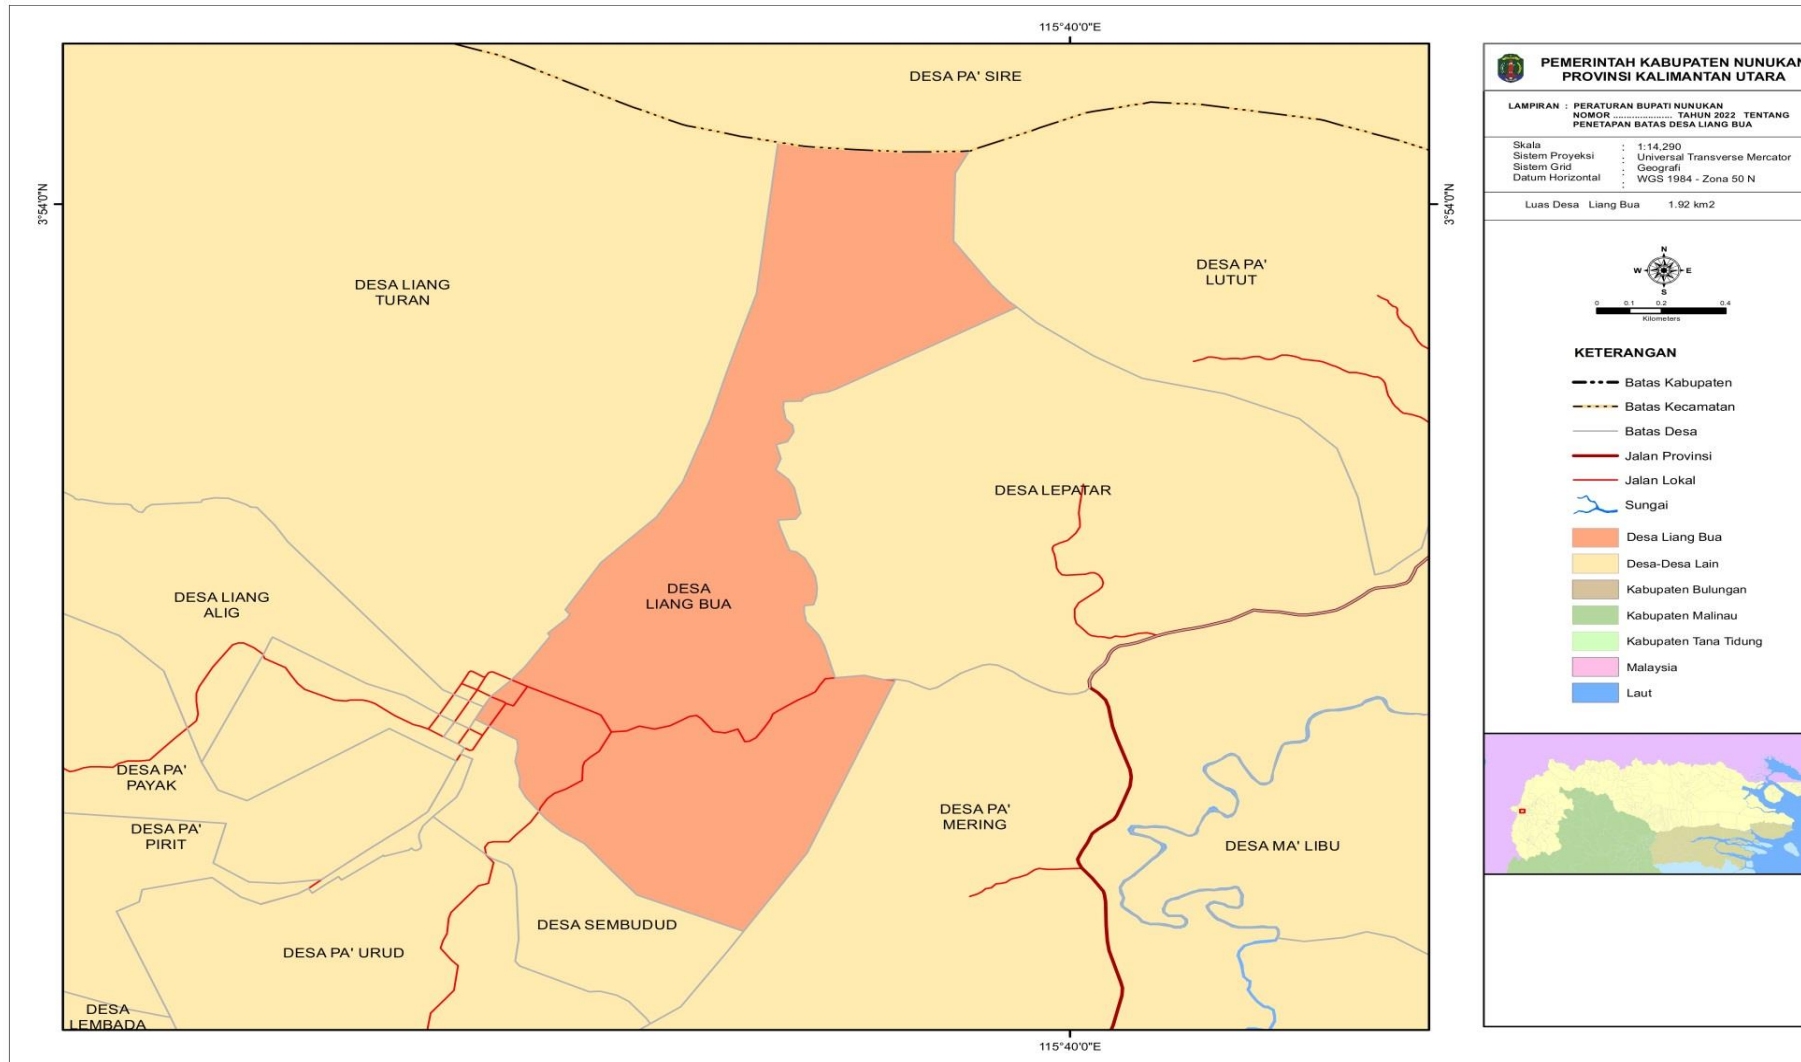 115°40'0"E
DESA PA' SIRE
3°54'0"N
3°54'0"N
DESA LIANG
TURAN
DESA PA'
LUTUT
DESA LEPATAR
DESA
LIANG BUA
DESA LIANG
ALIG
DESA PA'
PAYAK
DESA PA'
PIRIT
DESA PA'
MERING
DESA MA' LIBU
DESA SEMBUDUD
DESA PA' URUD
DESA
LEMBADA
115°40'0"E
PEMERINTAH KABUPATEN NUNUKAN
PROVINSI KALIMANTAN UTARA
LAMPIRAN : PERATURAN BUPATI NUNUKAN
NOMOR ...................... TAHUN 2022 TENTANG
PENETAPAN BATAS DESA LIANG BUA
Skala : 1:14,290
Sistem Proyeksi : Universal Transverse Mercator
Sistem Grid : Geografi
Datum Horizontal : WGS 1984 - Zona 50 N
:
Luas Desa Liang Bua 1.92 km2
N
W E
S
0 0.1 0.2 0.4
Kilometers
KETERANGAN
Batas Kabupaten
Batas Kecamatan
Batas Desa
Jalan Provinsi
Jalan Lokal
Sungai
Desa Liang Bua
Desa-Desa Lain
Kabupaten Bulungan
Kabupaten Malinau
Kabupaten Tana Tidung
Malaysia
Laut